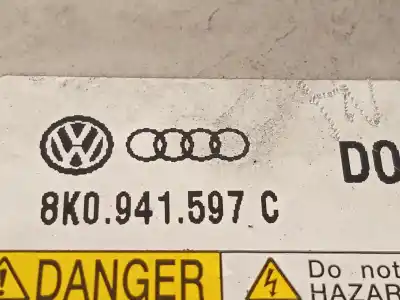 DO
8K0.941.597 C
DANGER
Do not
HAZAR